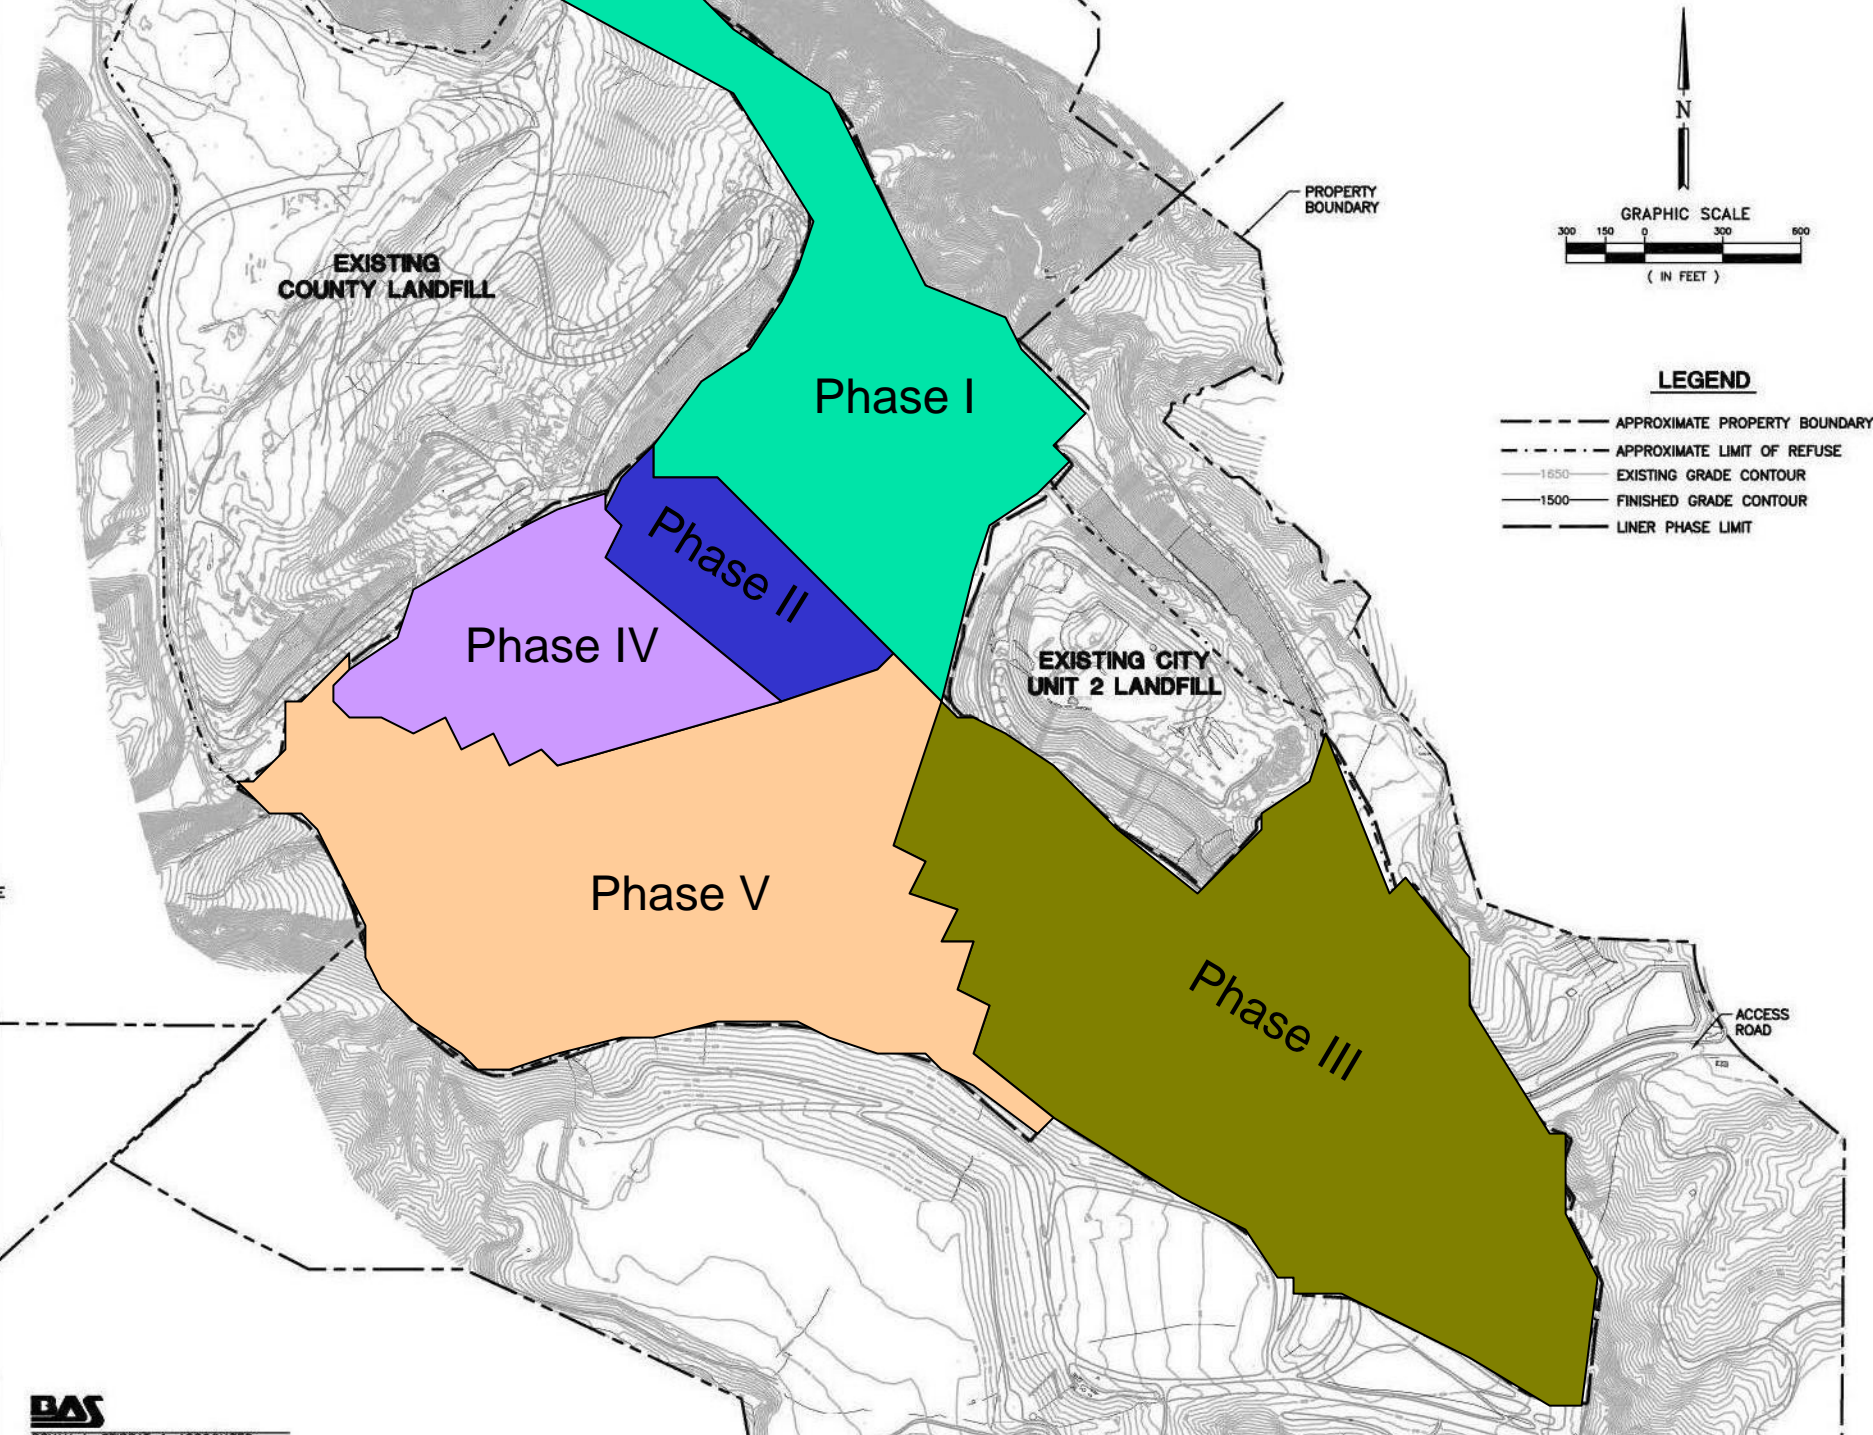 N
PROPERTY
BOUNDARY
GRAPHIC SCALE
300 150 0 300 600
( IN FEET )
EXISTING
COUNTY LANDFILL
LEGEND
Phase I
APPROXIMATE PROPERTY BOUNDARY
APPROXIMATE LIMIT OF REFUSE
1650 EXISTING GRADE CONTOUR
1500 FINISHED GRADE CONTOUR
LINER PHASE LIMIT
Phase II
Phase IV
EXISTING CITY
UNIT 2 LANDFILL
Phase V
E
Phase III
ACCESS
ROAD
BAS